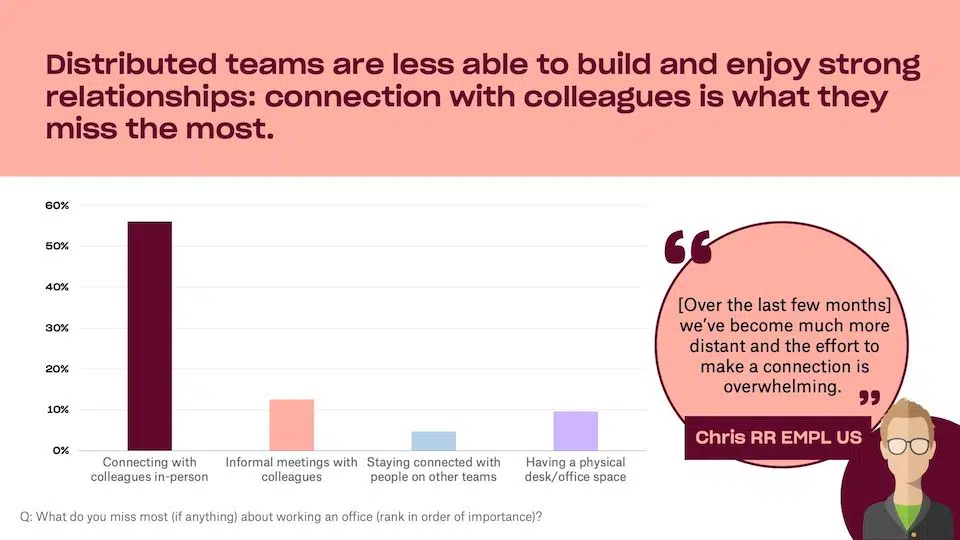 Distributed teams are less able to build and enjoy strong
relationships: connection with colleagues is what they
miss the most.
60%
50%
40%
30%
20%
10%
0%
Connecting with
colleagues in-person
Informal meetings with
colleagues
Staying connected with
people on other teams
Having a physical
desk/office space
“
[Over the last few months]
we’ve become much more
distant and the effort to
make a connection is
overwhelming.
”
Chris RR EMPL US
Q: What do you miss most (if anything) about working an office (rank in order of importance)?